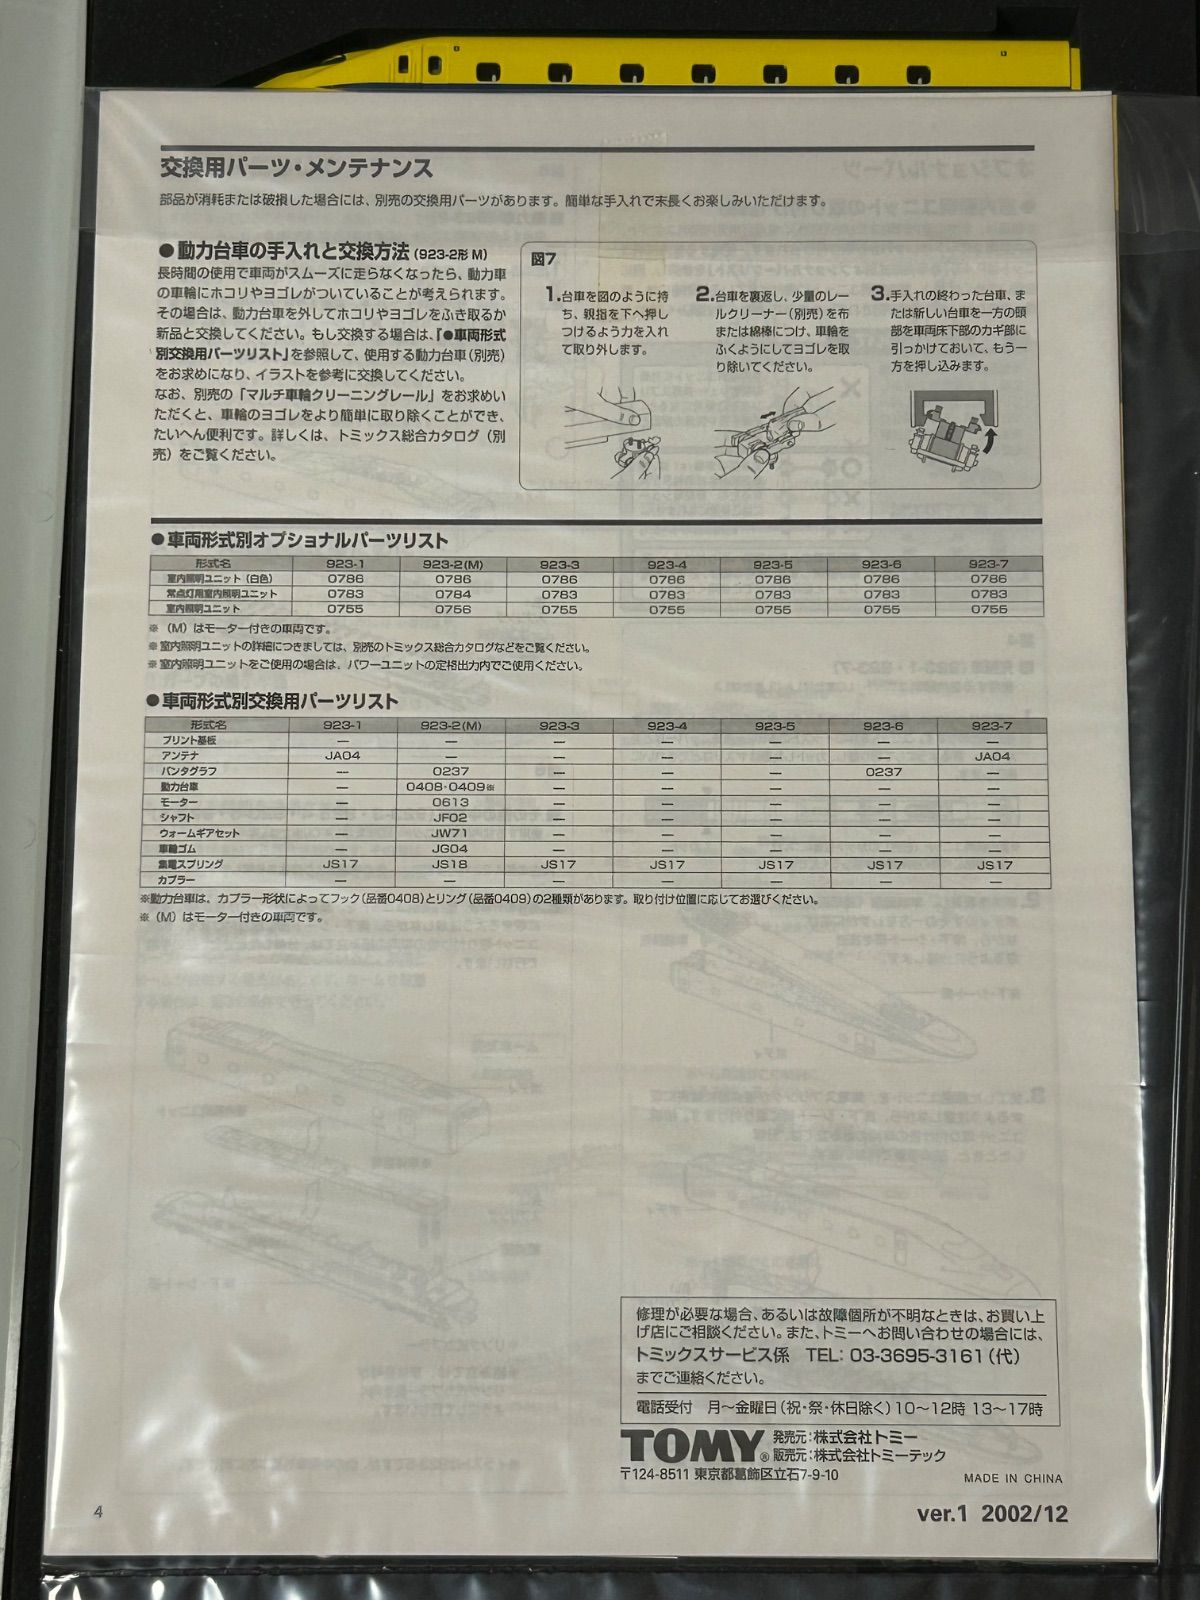 交換用パーツ・メンテナンス
部品が消耗または破損した場合には、別売の交換用パーツがあります。簡単な手入れで末長くお楽しみいただけます。
●動力台車の手入れと交換方法(923-2形 M)
長時間の使用で車両がスムーズに走らなくなったら、動力車
の車輪にホコリやヨゴレがついていることが考えられます。
その場合は、動力台車を外してホコリやヨゴレをふき取るか
新品と交換してください。もし交換する場合は、「●車両形式
別交換用パーツリスト」を参照して、使用する動力台車(別売)
をお求めになり、イラストを参考に交換してください。
なお、別売の「マルチ車輪クリーニングレール」をお求めい
ただくと、車輪のヨゴレをより簡単に取り除くことができ、
たいへん便利です。詳しくは、トミックス総合カタログ(別
売)をご覧ください。
図7
1.台車を図のように持
ち、親指を下へ押し
つけるよう力を入れ
て取り外します。
2.台車を裏返し、少量のレー
ルクリーナー(別売)を布
または綿棒につけ、車輪を
ふくようにしてヨゴレを取
り除いてください。
3.手入れの終わった台車、ま
たは新しい台車を一方の頭
部を車両床下部のカギ部に
引っかけておいて、もう一
方を押し込みます。
●車両形式別オプショナルパーツリスト
形式名 923-1 923-2(M) 923-3 923-4 923-5 923-6 923-7
室内照明ユニット(白色) 0786 0786 0786 0786 0786 0786 0786
常点灯用室内照明ユニット 0783 0784 0783 0783 0783 0783 0783
室内照明ユニット 0755 0756 0755 0755 0755 0755 0755
※(M)はモーター付きの車両です。
※室内照明ユニットの詳細につきましては、別売のトミックス総合カタログなどをご覧ください。
※室内照明ユニットをご使用の場合は、パワーユニットの定格出力内でご使用ください。
●車両形式別交換用パーツリスト
形式名 923-1 923-2(M) 923-3 923-4 923-5 923-6 923-7
プリント基板 — — — — — — —
アンテナ JA04 — — — — — JA04
パンタグラフ — 0237 — — — 0237 —
動力台車 — 0408・0409※ — — — — —
モーター — 0613 — — — — —
シャフト — JF02 — — — — —
ウォームギアセット — JW71 — — — — —
車輪ゴム — JG04 — — — — —
集電スプリング JS17 JS18 JS17 JS17 JS17 JS17 JS17
カプラー — — — — — — —
※動力台車は、カプラー形状によってフック(品番0408)とリング(品番0409)の2種類があります。取り付け位置に応じてお選びください。
※(M)はモーター付きの車両です。
修理が必要な場合、あるいは故障個所が不明なときは、お買い上
げ店にご相談ください。また、トミーへお問い合わせの場合には、
トミックスサービス係 TEL: 03-3695-3161(代)
までご連絡ください。
電話受付 月〜金曜日(祝・祭・休日除く)10〜12時 13〜17時
TOMY® 発売元:株式会社トミー
販売元:株式会社トミーテック
〒124-8511 東京都葛飾区立石7-9-10
MADE IN CHINA
4
ver.1 2002/12